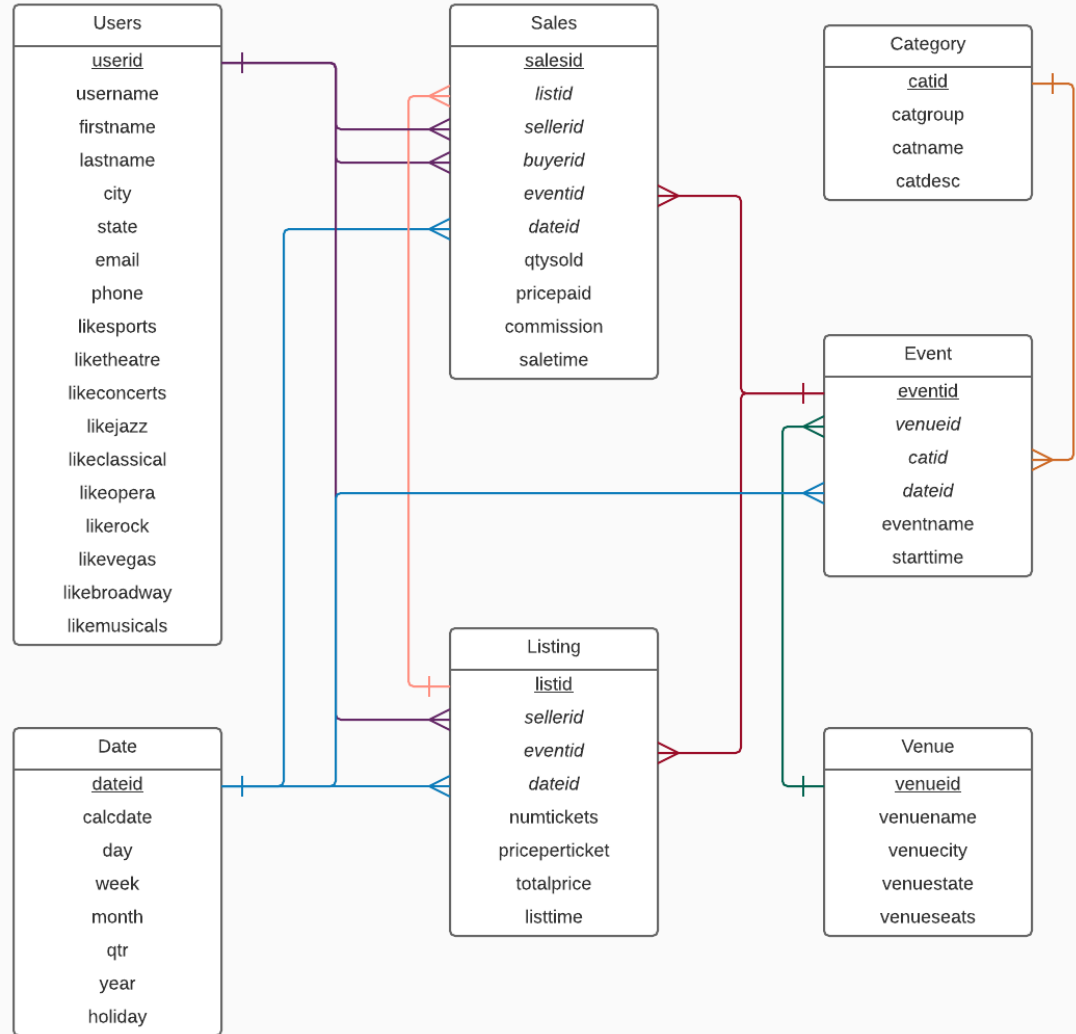 Users
userid
username
firstname
lastname
city
state
email
phone
likesports
liketheatre
likeconcerts
likejazz
likeclassical
likeopera
likerock
likevegas
likebroadway
likemusicals
Date
dateid
calcdate
day
week
month
qtr
year
holiday
Sales
salesid
listid
sellerid
buyerid
eventid
dateid
qtysold
pricepaid
commission
saletime
Listing
listid
sellerid
eventid
dateid
numtickets
priceperticket
totalprice
listtime
Category
catid
catgroup
catname
catdesc
Event
eventid
venueid
catid
dateid
eventname
starttime
Venue
venueid
venuename
venuecity
venuestate
venueseats